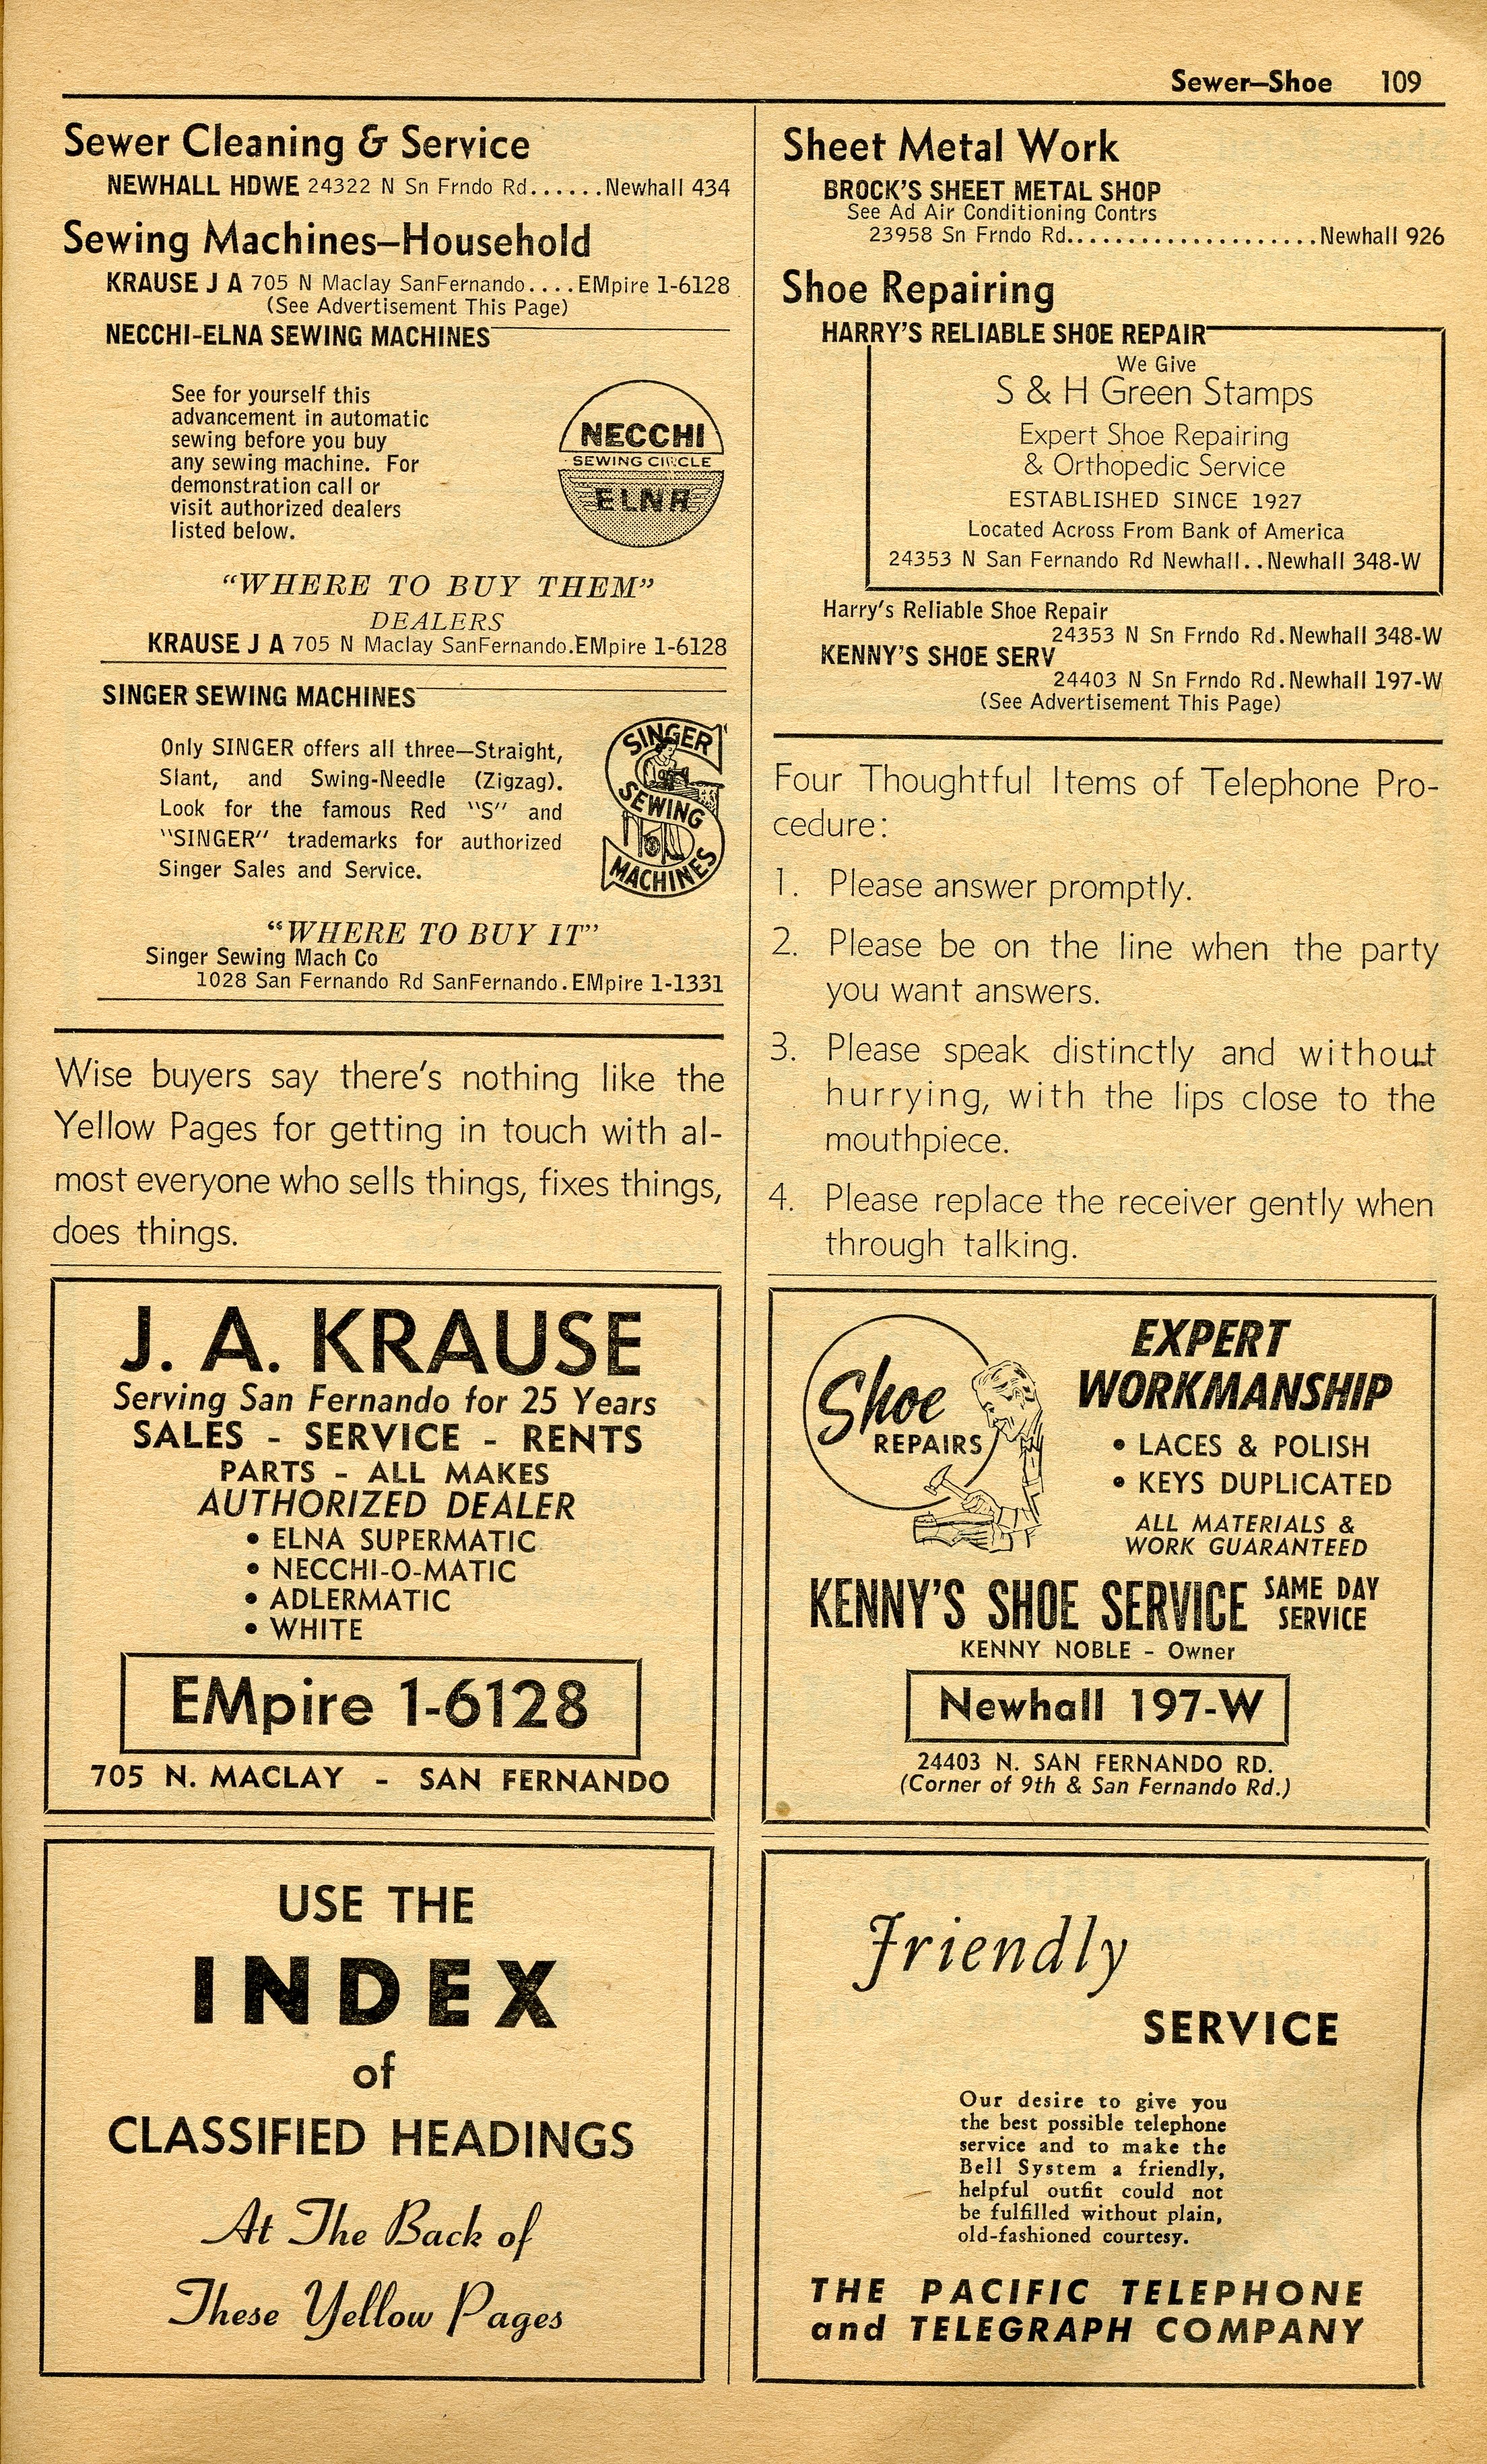 Sewer—Shoe 109
Sewer Cleaning & Service
NEWHALL HDWE 24322 N Sn Frndo Rd......Newhall 434
Sewing Machines—Household
KRAUSE J A 705 N Maclay SanFernando....EMpire 1-6128
(See Advertisement This Page)
NECCHI-ELNA SEWING MACHINES
See for yourself this
advancement in automatic
sewing before you buy
any sewing machine. For
demonstration call or
visit authorized dealers
listed below.
NECCHI
SEWING CIRCLE
ELNA
“WHERE TO BUY THEM”
DEALERS
KRAUSE J A 705 N Maclay SanFernando.EMpire 1-6128
SINGER SEWING MACHINES
Only SINGER offers all three—Straight,
Slant, and Swing-Needle (Zigzag).
Look for the famous Red "S" and
"SINGER" trademarks for authorized
Singer Sales and Service.
SINGER
SEWING
MACHINES
“WHERE TO BUY IT”
Singer Sewing Mach Co
1028 San Fernando Rd SanFernando.EMpire 1-1331
Wise buyers say there's nothing like the
Yellow Pages for getting in touch with al-
most everyone who sells things, fixes things,
does things.
J. A. KRAUSE
Serving San Fernando for 25 Years
SALES - SERVICE - RENTS
PARTS - ALL MAKES
AUTHORIZED DEALER
• ELNA SUPERMATIC
• NECCHI-O-MATIC
• ADLERMATIC
• WHITE
EMpire 1-6128
705 N. MACLAY - SAN FERNANDO
USE THE
INDEX
of
CLASSIFIED HEADINGS
At The Back of
These Yellow Pages
Sheet Metal Work
BROCK'S SHEET METAL SHOP
See Ad Air Conditioning Contrs
23958 Sn Frndo Rd.....................Newhall 926
Shoe Repairing
HARRY'S RELIABLE SHOE REPAIR
We Give
S & H Green Stamps
Expert Shoe Repairing
& Orthopedic Service
ESTABLISHED SINCE 1927
Located Across From Bank of America
24353 N San Fernando Rd Newhall..Newhall 348-W
Harry's Reliable Shoe Repair
24353 N Sn Frndo Rd.Newhall 348-W
KENNY'S SHOE SERV
24403 N Sn Frndo Rd.Newhall 197-W
(See Advertisement This Page)
Four Thoughtful Items of Telephone Pro-
cedure:
1. Please answer promptly.
2. Please be on the line when the party
you want answers.
3. Please speak distinctly and without
hurrying, with the lips close to the
mouthpiece.
4. Please replace the receiver gently when
through talking.
Shoe
REPAIRS
EXPERT
WORKMANSHIP
• LACES & POLISH
• KEYS DUPLICATED
ALL MATERIALS &
WORK GUARANTEED
KENNY'S SHOE SERVICE SAME DAY
SERVICE
KENNY NOBLE - Owner
Newhall 197-W
24403 N. SAN FERNANDO RD.
(Corner of 9th & San Fernando Rd.)
Friendly
SERVICE
Our desire to give you
the best possible telephone
service and to make the
Bell System a friendly,
helpful outfit could not
be fulfilled without plain,
old-fashioned courtesy.
THE PACIFIC TELEPHONE
and TELEGRAPH COMPANY